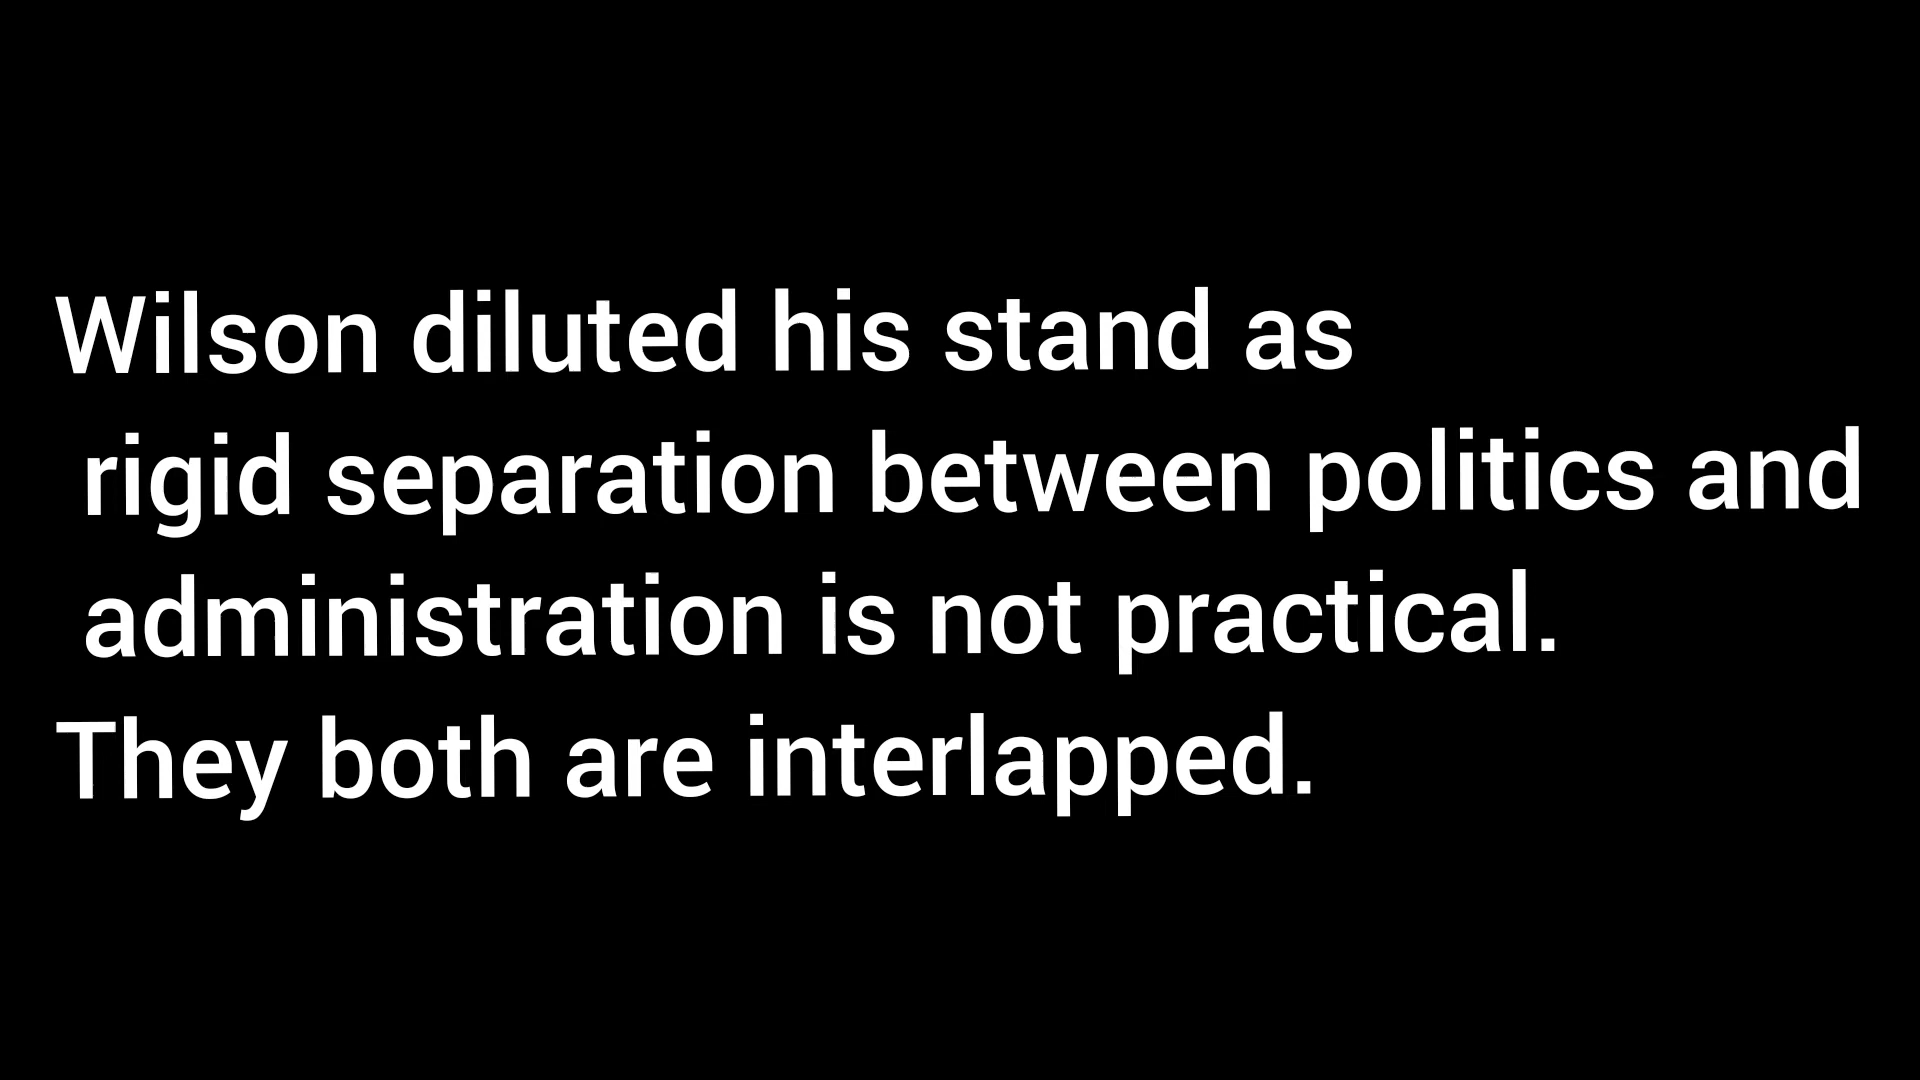 Wilson diluted his stand as
rigid separation between politics and
administration is not practical.
They both are interlapped.